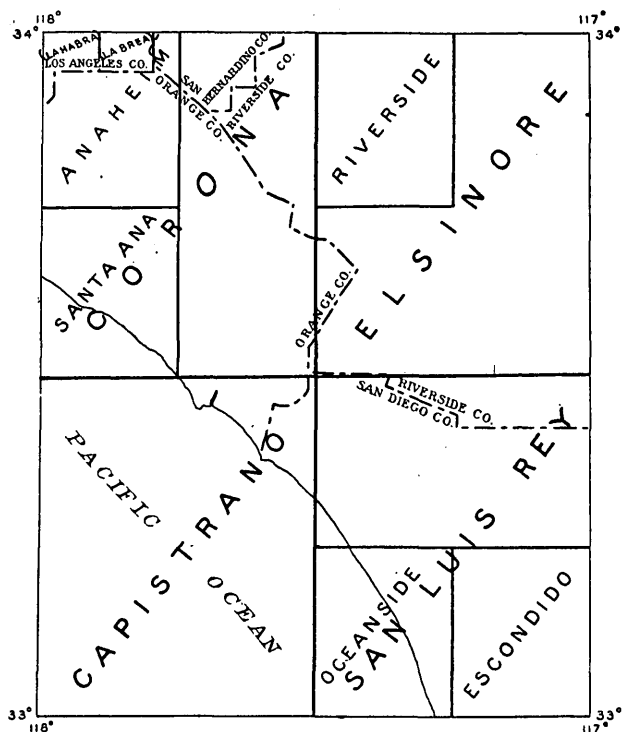 118°
117°
34°
34°
LA HABRA
LA BREA
LOS ANGELES CO.
ANAHEIM
SAN BERNARDINO CO.
ORANGE CO.
RIVERSIDE CO.
CORONA
RIVERSIDE
ELSINORE
SANTA ANA
ORANGE CO.
RIVERSIDE CO.
SAN DIEGO CO.
PACIFIC
OCEAN
CAPISTRANO
SAN LUIS REY
OCEANSIDE
ESCONDIDO
33°
33°
118°
117°